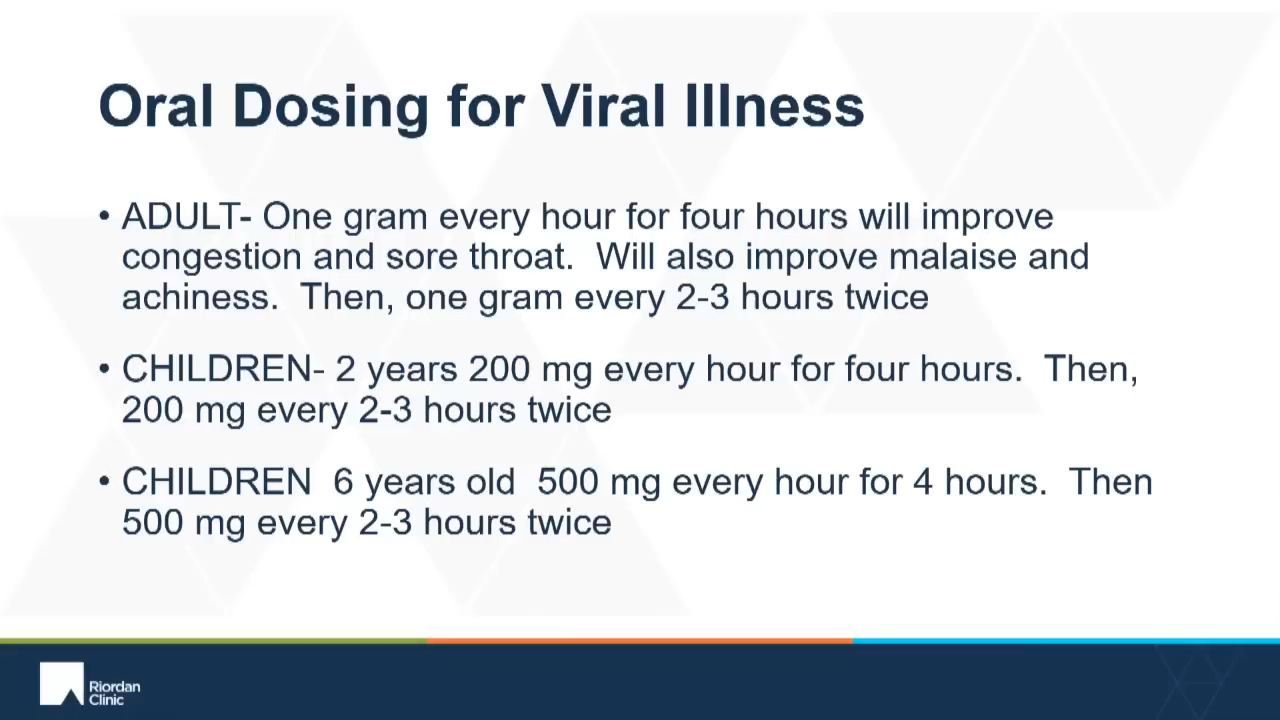 Oral Dosing for Viral Illness
• ADULT- One gram every hour for four hours will improve
congestion and sore throat.  Will also improve malaise and
achiness.  Then, one gram every 2-3 hours twice
• CHILDREN- 2 years 200 mg every hour for four hours.  Then,
200 mg every 2-3 hours twice
• CHILDREN  6 years old  500 mg every hour for 4 hours.  Then
500 mg every 2-3 hours twice
Riordan
Clinic